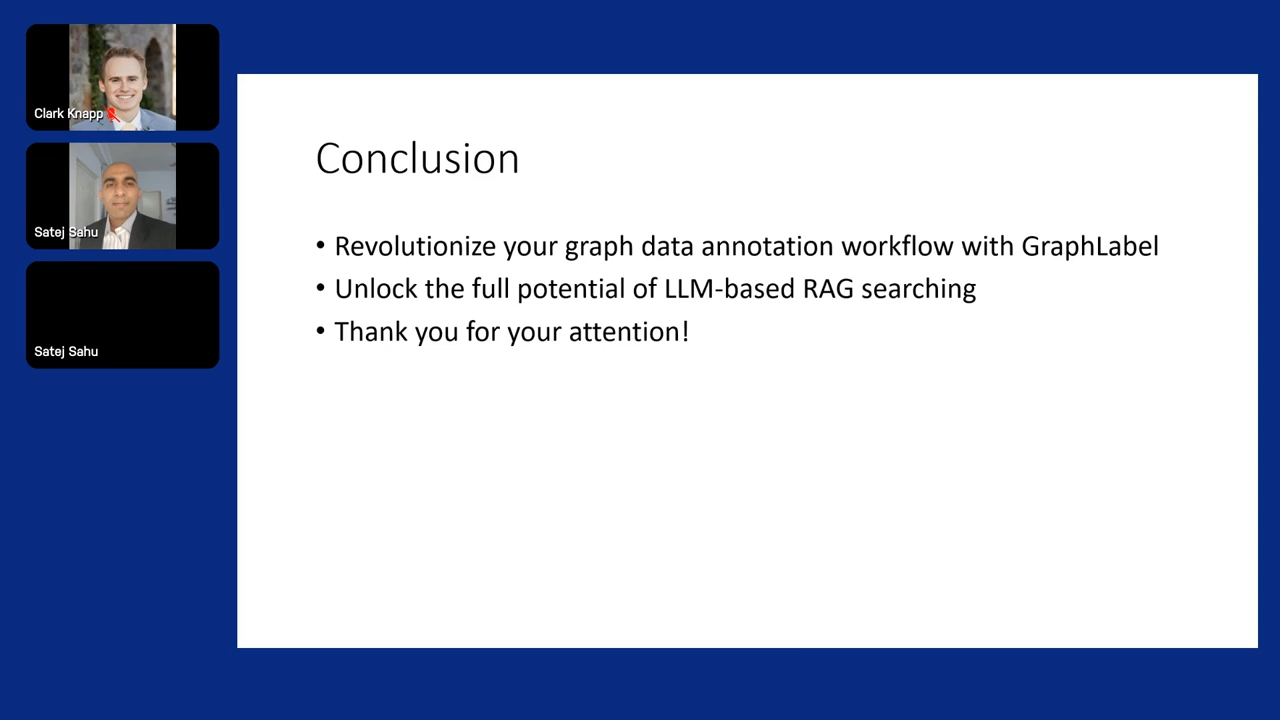 Clark Knapp
Satej Sahu
Satej Sahu
Conclusion
• Revolutionize your graph data annotation workflow with GraphLabel
• Unlock the full potential of LLM-based RAG searching
• Thank you for your attention!